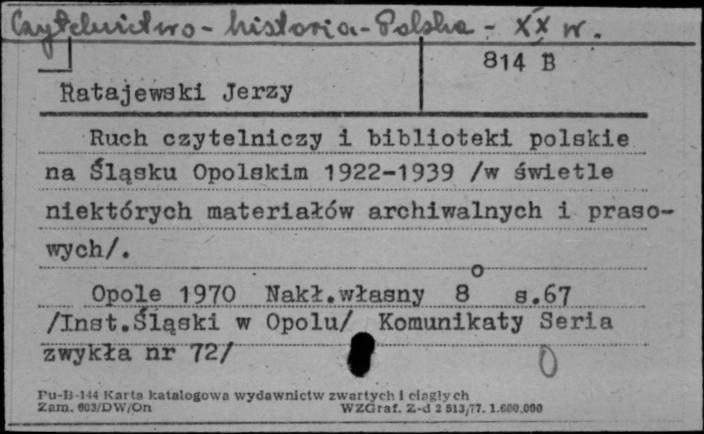 Czytelnictwo - historia - Polska - XX w.
814 B
Ratajewski Jerzy
Ruch czytelniczy i biblioteki polskie
na Śląsku Opolskim 1922-1939 /w świetle
niektórych materiałów archiwalnych i praso-
wych/.
Opole 1970 Nakł.własny 8° s.67
/Inst.Śląski w Opolu/ Komunikaty Seria
zwykła nr 72/
0
Pu-B-144 Karta katalogowa wydawnictw zwartych i ciągłych
Zam. 603/DW/On WZGraf. Z-d 2 513/77. 1.600.000